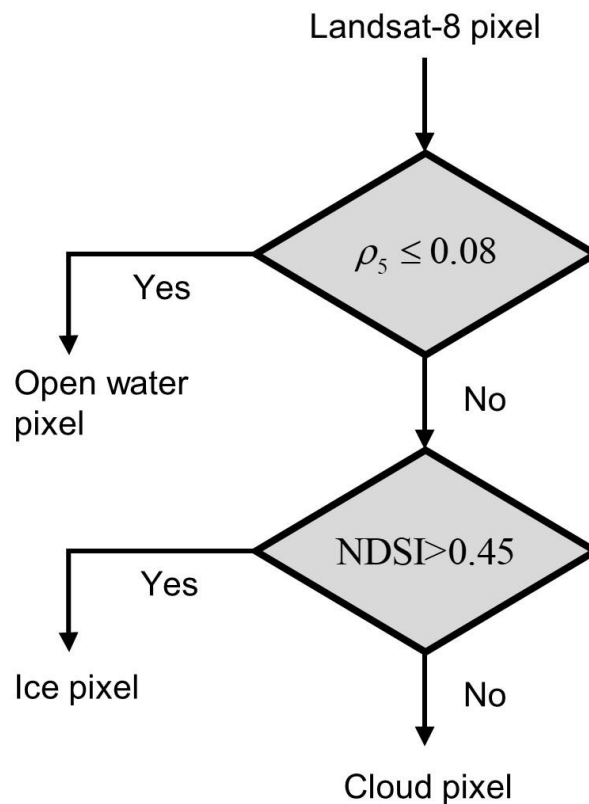 Landsat-8 pixel
ρ₅ ≤ 0.08
Yes
Open water
pixel
No
NDSI>0.45
Yes
Ice pixel
No
Cloud pixel